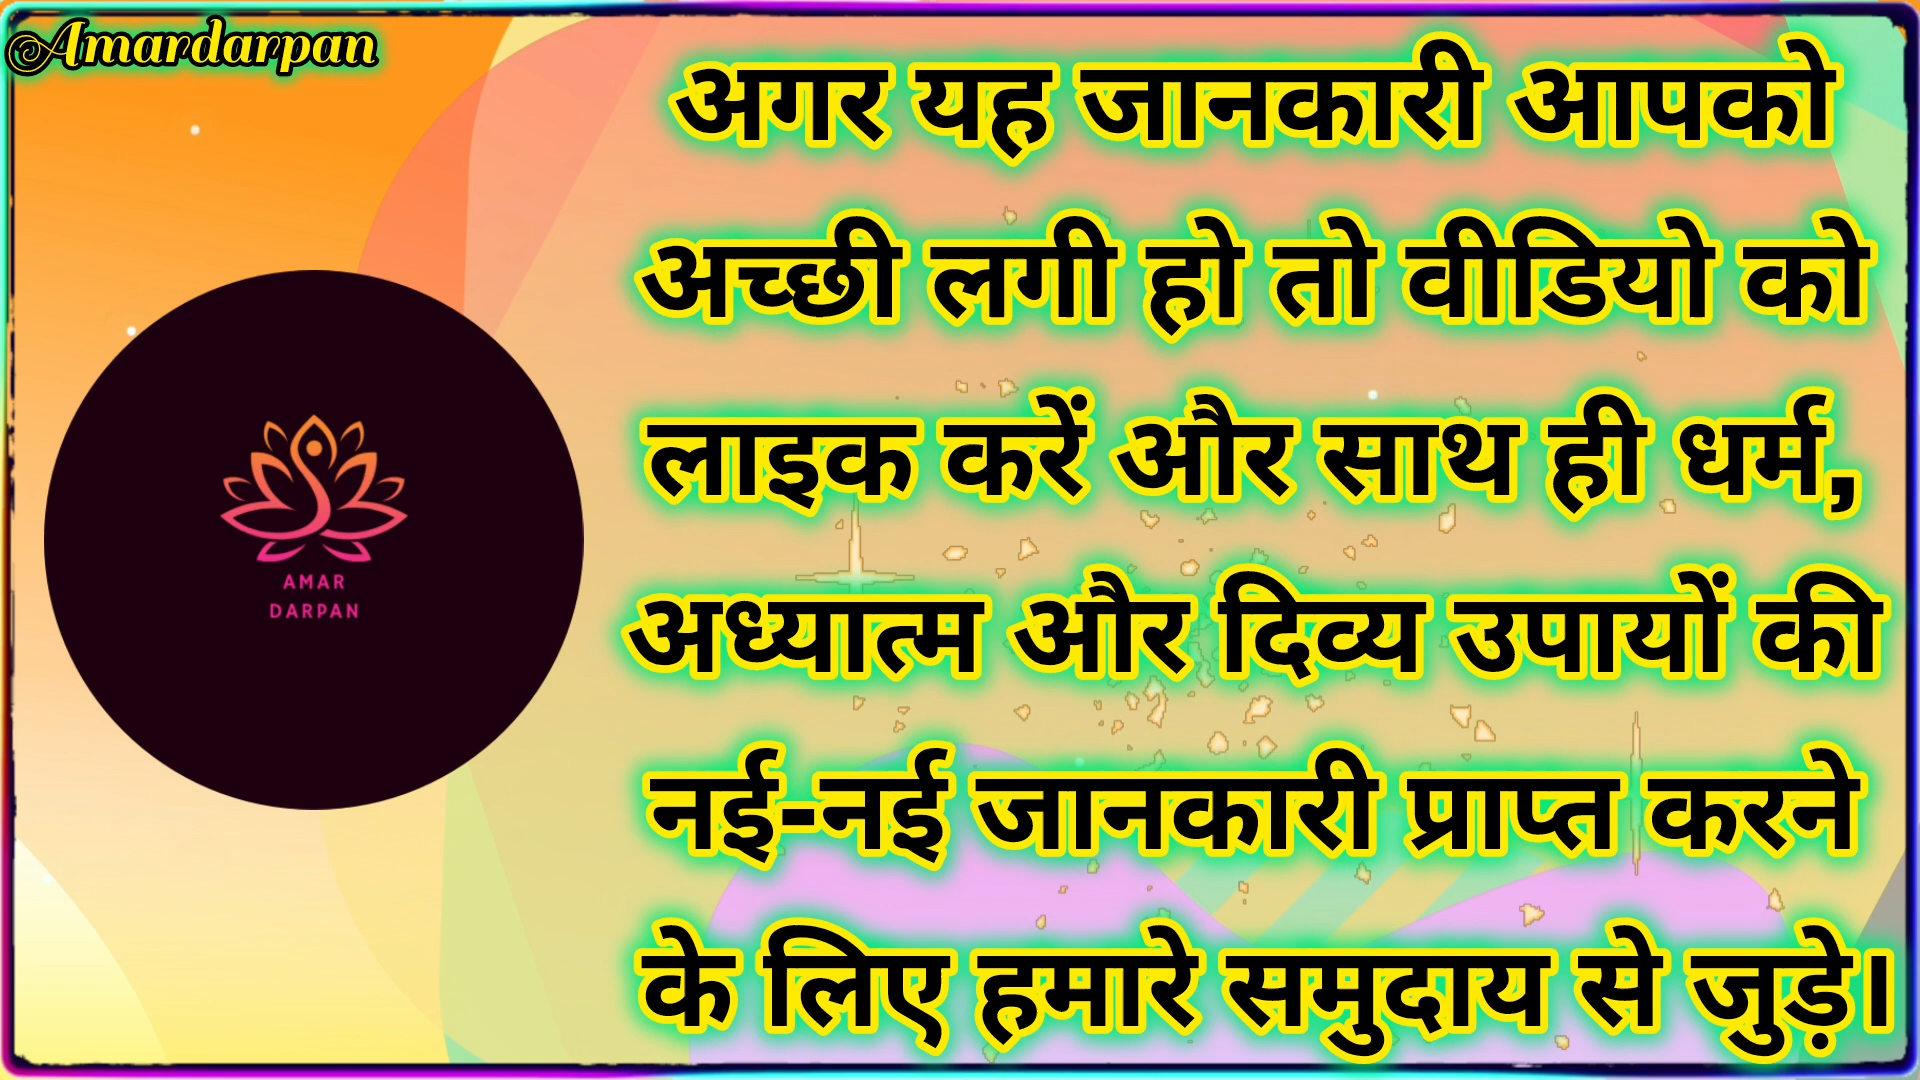 Amardarpan
अगर यह जानकारी आपको
अच्छी लगी हो तो वीडियो को
लाइक करें और साथ ही धर्म,
अध्यात्म और दिव्य उपायों की
नई-नई जानकारी प्राप्त करने
के लिए हमारे समुदाय से जुड़े।
AMAR
DARPAN